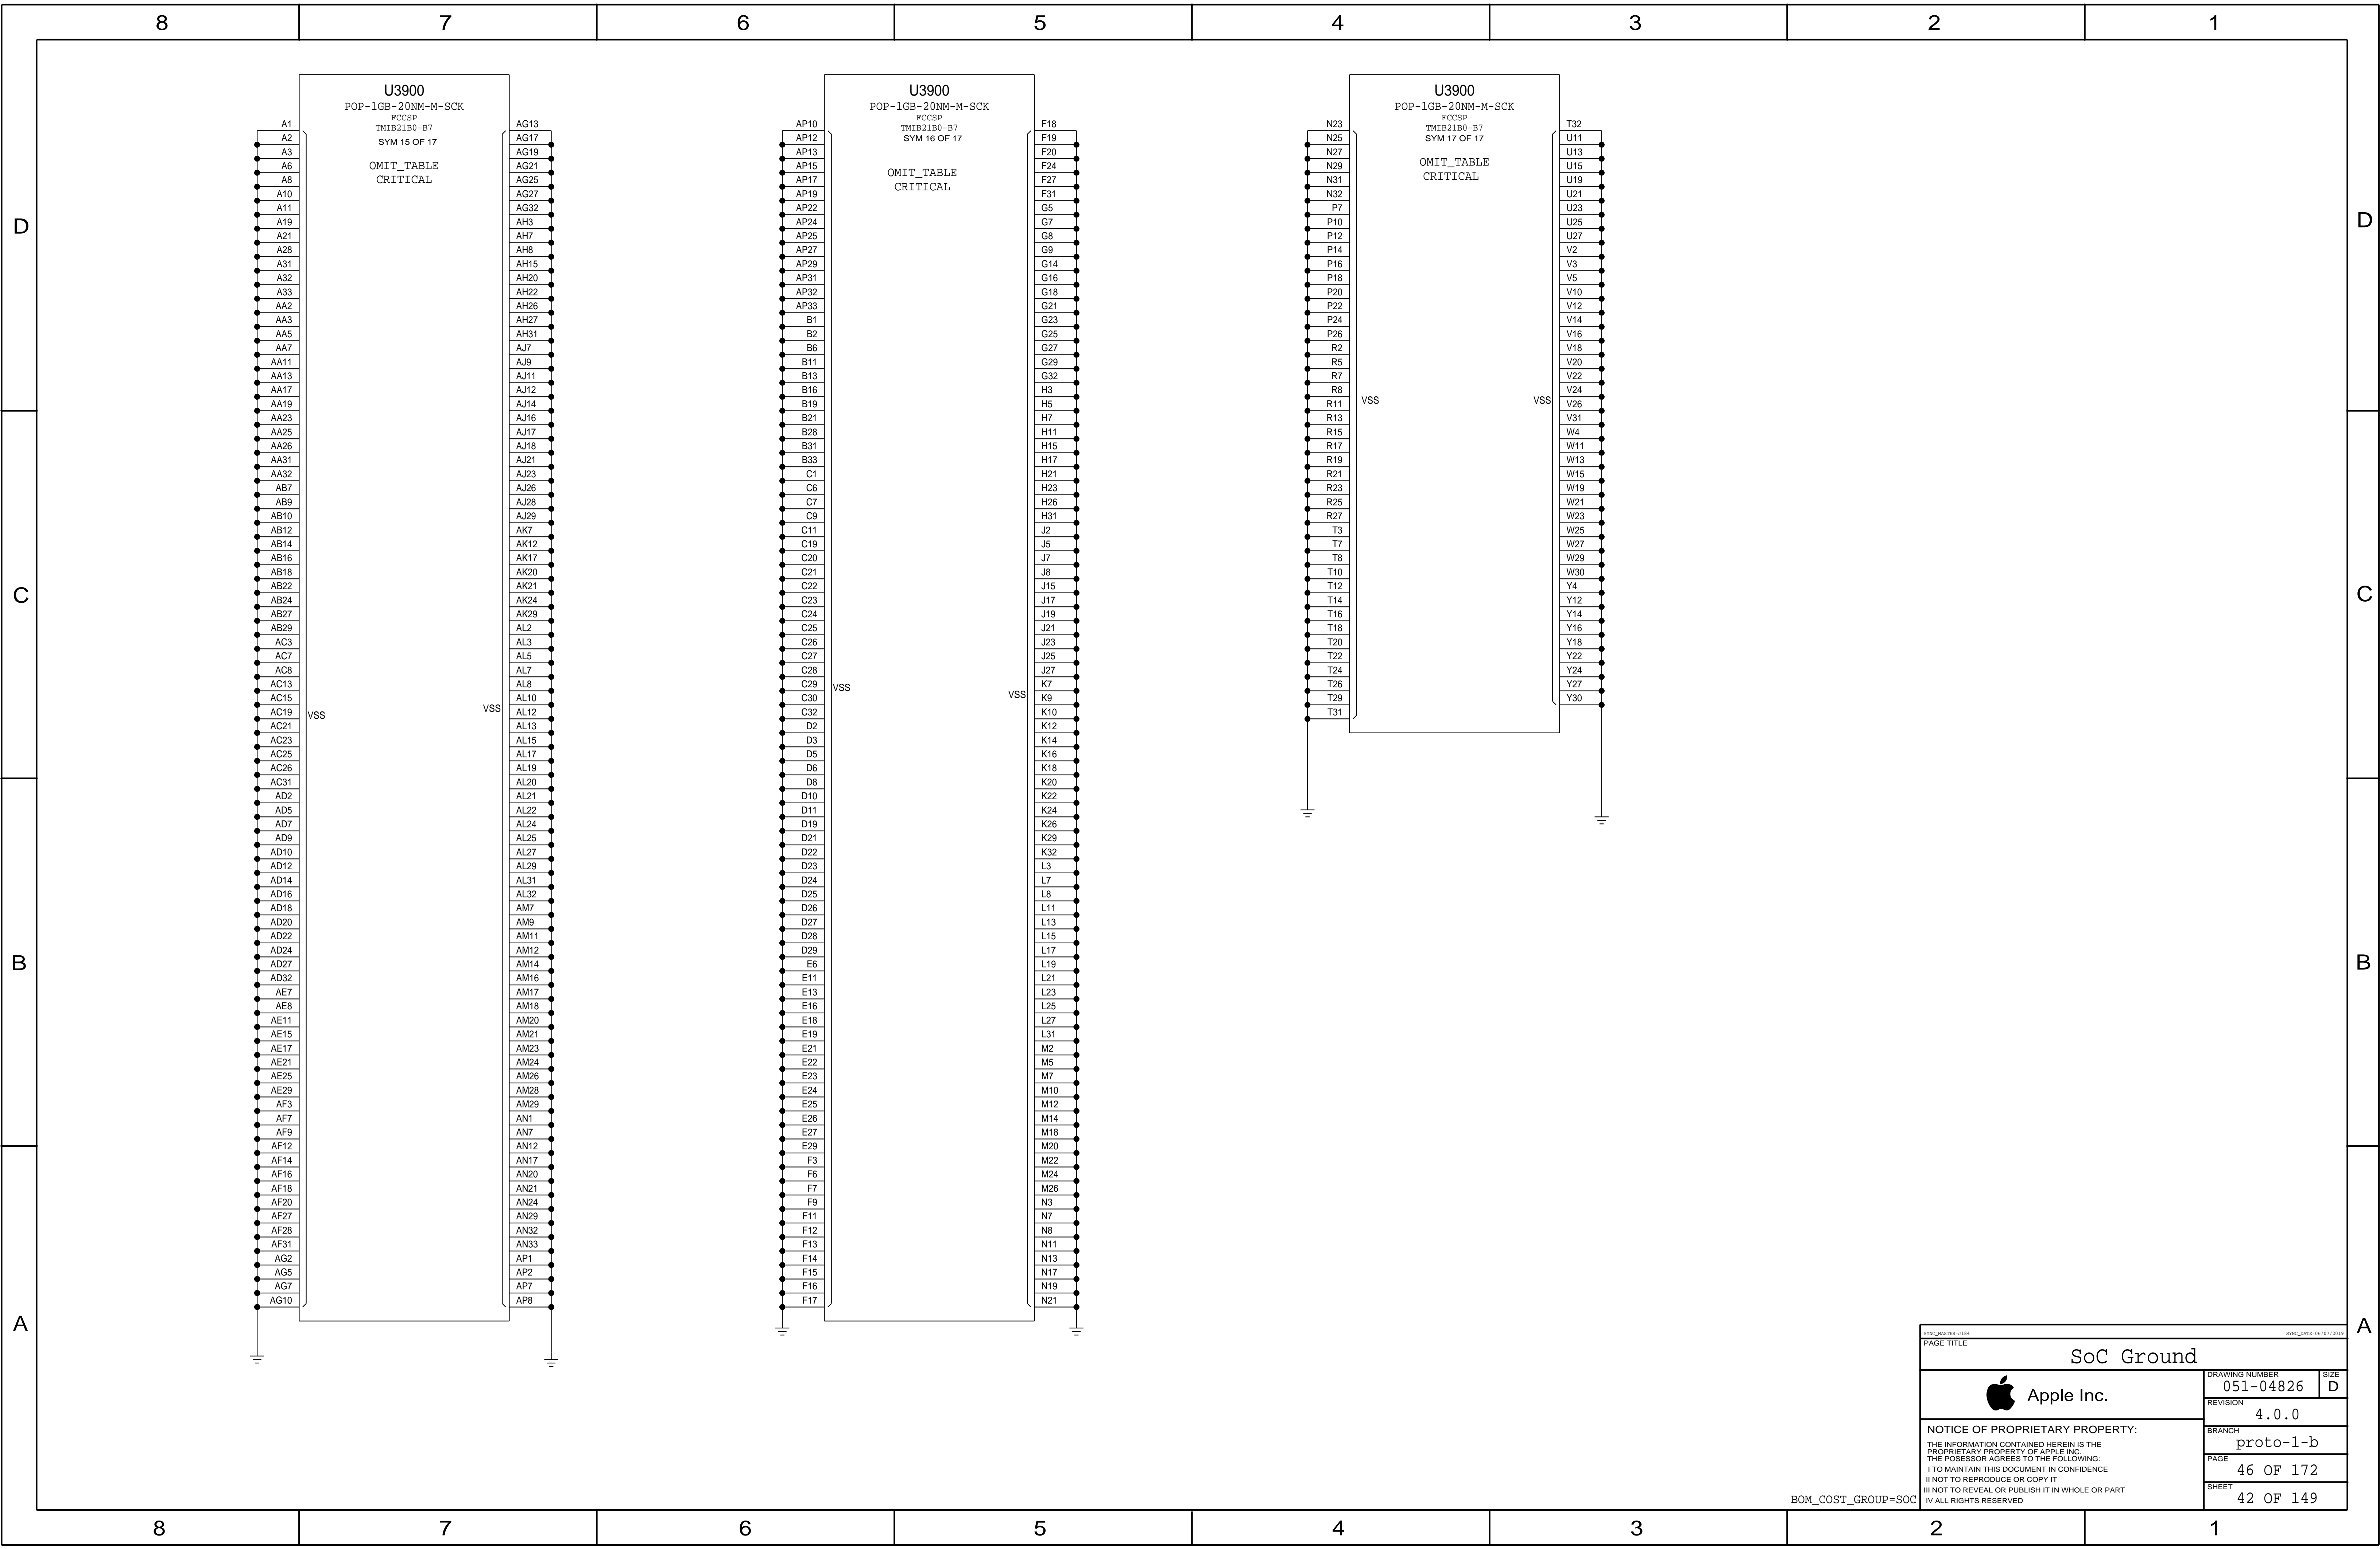 8 7 6 5 4 3 2 1
U3900
POP-1GB-20NM-M-SCK
FCCSP
TMIB21B0-B7
SYM 15 OF 17
OMIT_TABLE
CRITICAL
A1 AG13
A2 AG17
A3 AG19
A6 AG21
A8 AG25
A10 AG27
A11 AG32
A19 AH3
A21 AH7
A28 AH8
A31 AH15
A32 AH20
A33 AH22
AA2 AH26
AA3 AH27
AA5 AH31
AA7 AJ7
AA11 AJ9
AA13 AJ11
AA17 AJ12
AA19 AJ14
AA23 AJ16
AA25 AJ17
AA26 AJ18
AA31 AJ21
AA32 AJ23
AB7 AJ26
AB9 AJ28
AB10 AJ29
AB12 AK7
AB14 AK12
AB16 AK17
AB18 AK20
AB22 AK21
AB24 AK24
AB27 AK29
AB29 AL2
AC3 AL3
AC7 AL5
AC8 AL7
AC13 AL8
AC15 AL10
AC19 VSS VSS AL12
AC21 AL13
AC23 AL15
AC25 AL17
AC26 AL19
AC31 AL20
AD2 AL21
AD5 AL22
AD7 AL24
AD9 AL25
AD10 AL27
AD12 AL29
AD14 AL31
AD16 AL32
AD18 AM7
AD20 AM9
AD22 AM11
AD24 AM12
AD27 AM14
AD32 AM16
AE7 AM17
AE8 AM18
AE11 AM20
AE15 AM21
AE17 AM23
AE21 AM24
AE25 AM26
AE29 AM28
AF3 AM29
AF7 AN1
AF9 AN7
AF12 AN12
AF14 AN17
AF16 AN20
AF18 AN21
AF20 AN24
AF27 AN29
AF28 AN32
AF31 AN33
AG2 AP1
AG5 AP2
AG7 AP7
AG10 AP8
U3900
POP-1GB-20NM-M-SCK
FCCSP
TMIB21B0-B7
SYM 16 OF 17
OMIT_TABLE
CRITICAL
AP10 F18
AP12 F19
AP13 F20
AP15 F24
AP17 F27
AP19 F31
AP22 G5
AP24 G7
AP25 G8
AP27 G9
AP29 G14
AP31 G16
AP32 G18
AP33 G21
B1 G23
B2 G25
B6 G27
B11 G29
B13 G32
B16 H3
B19 H5
B21 H7
B28 H11
B31 H15
B33 H17
C1 H21
C6 H23
C7 H26
C9 H31
C11 J2
C19 J5
C20 J7
C21 J8
C22 J15
C23 J17
C24 J19
C25 J21
C26 J23
C27 J25
C28 J27
C29 VSS K7
C30 VSS K9
C32 K10
D2 K12
D3 K14
D5 K16
D6 K18
D8 K20
D10 K22
D11 K24
D19 K26
D21 K29
D22 K32
D23 L3
D24 L7
D25 L8
D26 L11
D27 L13
D28 L15
D29 L17
E6 L19
E11 L21
E13 L23
E16 L25
E18 L27
E19 L31
E21 M2
E22 M5
E23 M7
E24 M10
E25 M12
E26 M14
E27 M18
E29 M20
F3 M22
F6 M24
F7 M26
F9 N3
F11 N7
F12 N8
F13 N11
F14 N13
F15 N17
F16 N19
F17 N21
U3900
POP-1GB-20NM-M-SCK
FCCSP
TMIB21B0-B7
SYM 17 OF 17
OMIT_TABLE
CRITICAL
N23 T32
N25 U11
N27 U13
N29 U15
N31 U19
N32 U21
P7 U23
P10 U25
P12 U27
P14 V2
P16 V3
P18 V5
P20 V10
P22 V12
P24 V14
P26 V16
R2 V18
R5 V20
R7 V22
R8 V24
R11 VSS VSS V26
R13 V31
R15 W4
R17 W11
R19 W13
R21 W15
R23 W19
R25 W21
R27 W23
T3 W25
T7 W27
T8 W29
T10 W30
T12 Y4
T14 Y12
T16 Y14
T18 Y16
T20 Y18
T22 Y22
T24 Y24
T26 Y27
T29 Y30
T31
D D
C C
B B
A A
SYNC_MASTER=J184 SYNC_DATE=06/07/2019
PAGE TITLE
SoC Ground
Apple Inc.
DRAWING NUMBER
051-04826
SIZE
D
REVISION
4.0.0
NOTICE OF PROPRIETARY PROPERTY:
THE INFORMATION CONTAINED HEREIN IS THE
PROPRIETARY PROPERTY OF APPLE INC.
THE POSESSOR AGREES TO THE FOLLOWING:
I TO MAINTAIN THIS DOCUMENT IN CONFIDENCE
II NOT TO REPRODUCE OR COPY IT
III NOT TO REVEAL OR PUBLISH IT IN WHOLE OR PART
IV ALL RIGHTS RESERVED
BRANCH
proto-1-b
PAGE
46 OF 172
SHEET
42 OF 149
BOM_COST_GROUP=SOC
8 7 6 5 4 3 2 1